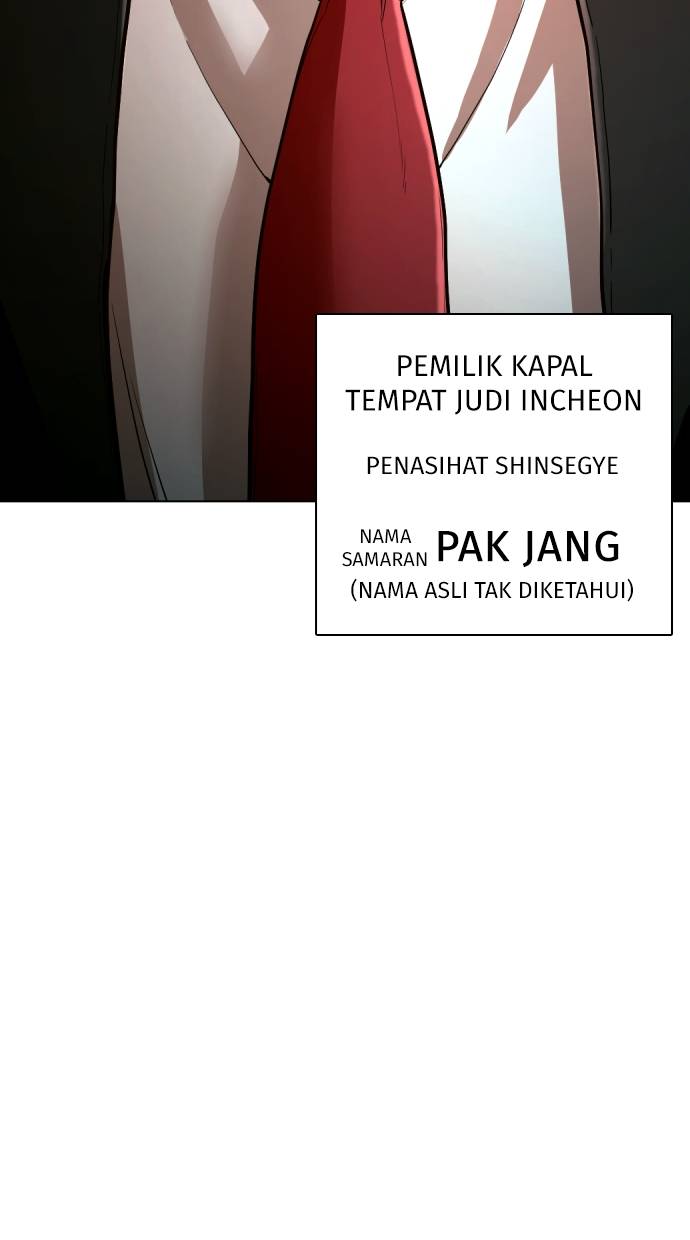 PEMILIK KAPAL
TEMPAT JUDI INCHEON
PENASIHAT SHINSEGYE
NAMA
SAMARAN PAK JANG
(NAMA ASLI TAK DIKETAHUI)